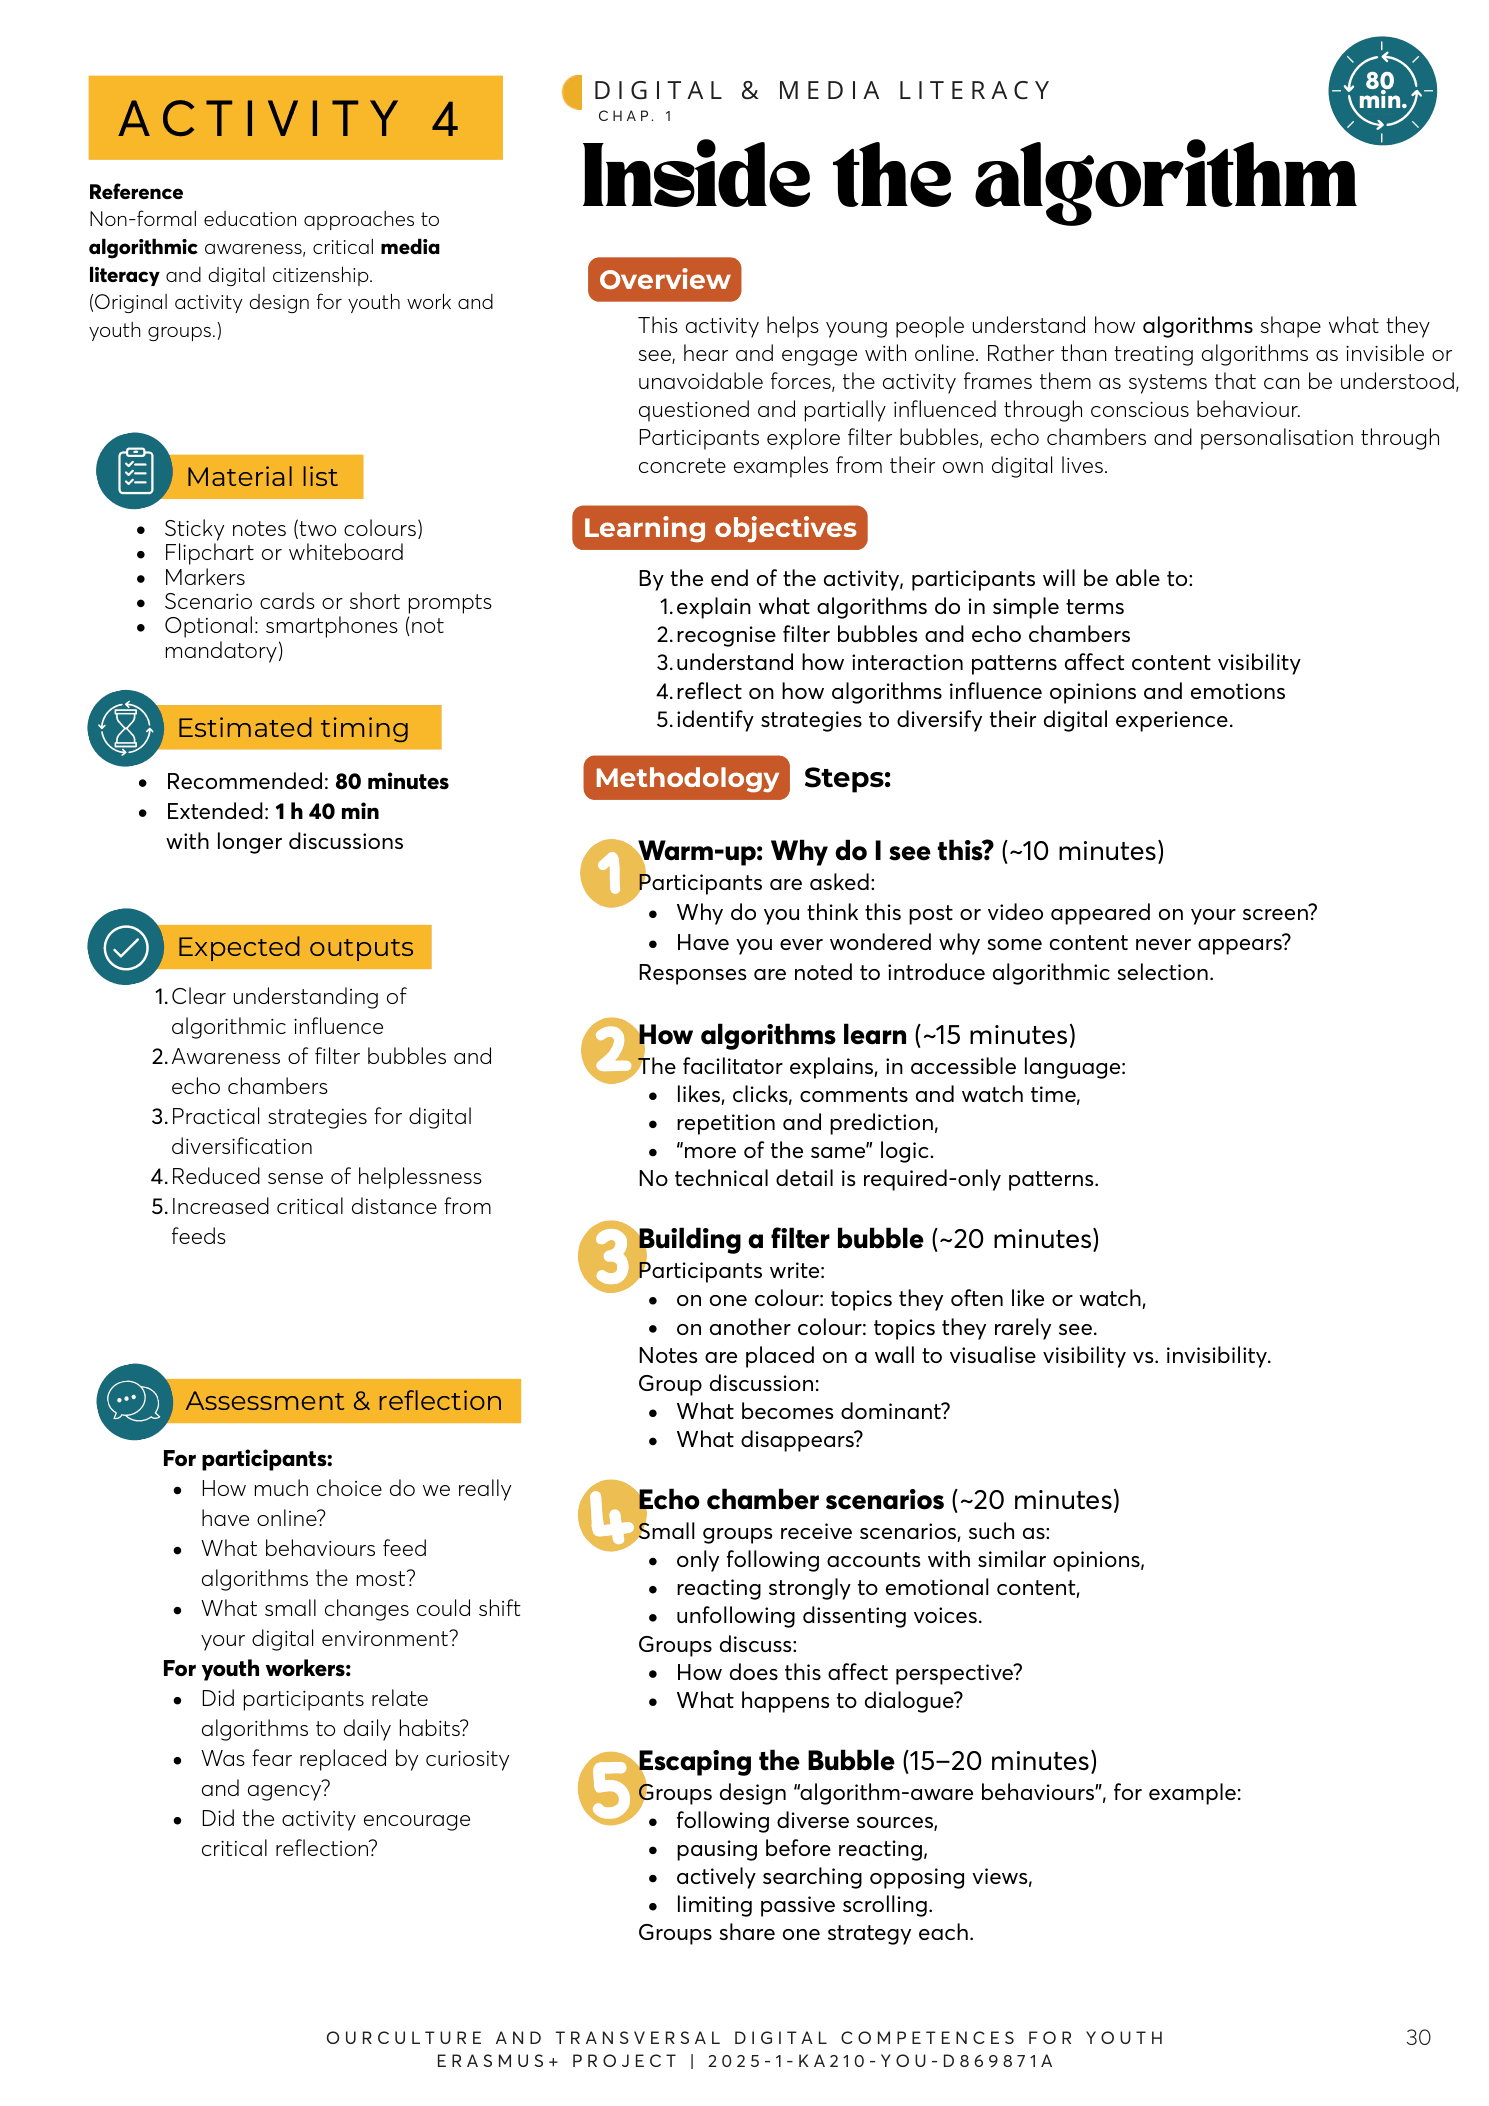 ACTIVITY 4
Reference
Non-formal education approaches to
algorithmic awareness, critical media
literacy and digital citizenship.
(Original activity design for youth work and
youth groups.)
Material list
• Sticky notes (two colours)
• Flipchart or whiteboard
• Markers
• Scenario cards or short prompts
• Optional: smartphones (not
mandatory)
Estimated timing
• Recommended: 80 minutes
• Extended: 1 h 40 min
with longer discussions
Expected outputs
1. Clear understanding of
algorithmic influence
2. Awareness of filter bubbles and
echo chambers
3. Practical strategies for digital
diversification
4. Reduced sense of helplessness
5. Increased critical distance from
feeds
Assessment & reflection
For participants:
• How much choice do we really
have online?
• What behaviours feed
algorithms the most?
• What small changes could shift
your digital environment?
For youth workers:
• Did participants relate
algorithms to daily habits?
• Was fear replaced by curiosity
and agency?
• Did the activity encourage
critical reflection?
DIGITAL & MEDIA LITERACY
CHAP. 1
80
min.
Inside the algorithm
Overview
This activity helps young people understand how algorithms shape what they
see, hear and engage with online. Rather than treating algorithms as invisible or
unavoidable forces, the activity frames them as systems that can be understood,
questioned and partially influenced through conscious behaviour.
Participants explore filter bubbles, echo chambers and personalisation through
concrete examples from their own digital lives.
Learning objectives
By the end of the activity, participants will be able to:
1. explain what algorithms do in simple terms
2. recognise filter bubbles and echo chambers
3. understand how interaction patterns affect content visibility
4. reflect on how algorithms influence opinions and emotions
5. identify strategies to diversify their digital experience.
Methodology Steps:
1 Warm-up: Why do I see this? (~10 minutes)
Participants are asked:
• Why do you think this post or video appeared on your screen?
• Have you ever wondered why some content never appears?
Responses are noted to introduce algorithmic selection.
2 How algorithms learn (~15 minutes)
The facilitator explains, in accessible language:
• likes, clicks, comments and watch time,
• repetition and prediction,
• “more of the same” logic.
No technical detail is required-only patterns.
3 Building a filter bubble (~20 minutes)
Participants write:
• on one colour: topics they often like or watch,
• on another colour: topics they rarely see.
Notes are placed on a wall to visualise visibility vs. invisibility.
Group discussion:
• What becomes dominant?
• What disappears?
4 Echo chamber scenarios (~20 minutes)
Small groups receive scenarios, such as:
• only following accounts with similar opinions,
• reacting strongly to emotional content,
• unfollowing dissenting voices.
Groups discuss:
• How does this affect perspective?
• What happens to dialogue?
5 Escaping the Bubble (15–20 minutes)
Groups design “algorithm-aware behaviours”, for example:
• following diverse sources,
• pausing before reacting,
• actively searching opposing views,
• limiting passive scrolling.
Groups share one strategy each.
OURCULTURE AND TRANSVERSAL DIGITAL COMPETENCES FOR YOUTH
ERASMUS+ PROJECT | 2025-1-KA210-YOU-D869871A
30